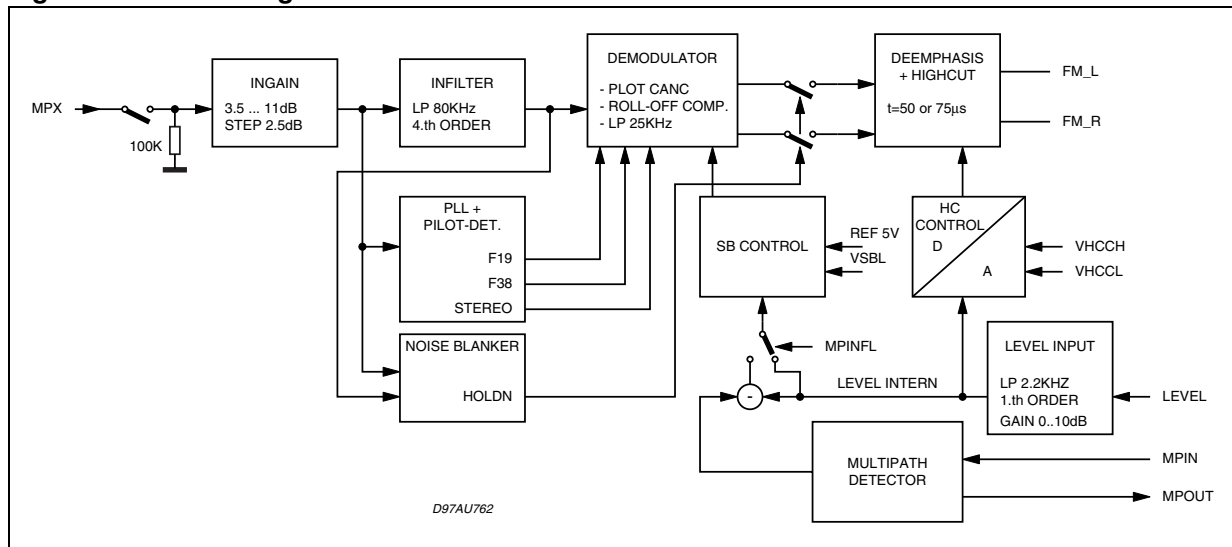 MPX
100K
INGAIN
3.5 ... 11dB
STEP 2.5dB
INFILTER
LP 80KHz
4.th ORDER
DEMODULATOR
- PLOT CANC
- ROLL-OFF COMP.
- LP 25KHz
DEEMPHASIS
+ HIGHCUT
t=50 or 75µs
FM_L
FM_R
PLL +
PILOT-DET.
F19
F38
STEREO
NOISE BLANKER
HOLDN
SB CONTROL
REF 5V
VSBL
HC
CONTROL
D
A
VHCCH
VHCCL
MPINFL
LEVEL INTERN
-
LEVEL INPUT
LP 2.2KHZ
1.th ORDER
GAIN 0..10dB
LEVEL
MULTIPATH
DETECTOR
MPIN
MPOUT
D97AU762